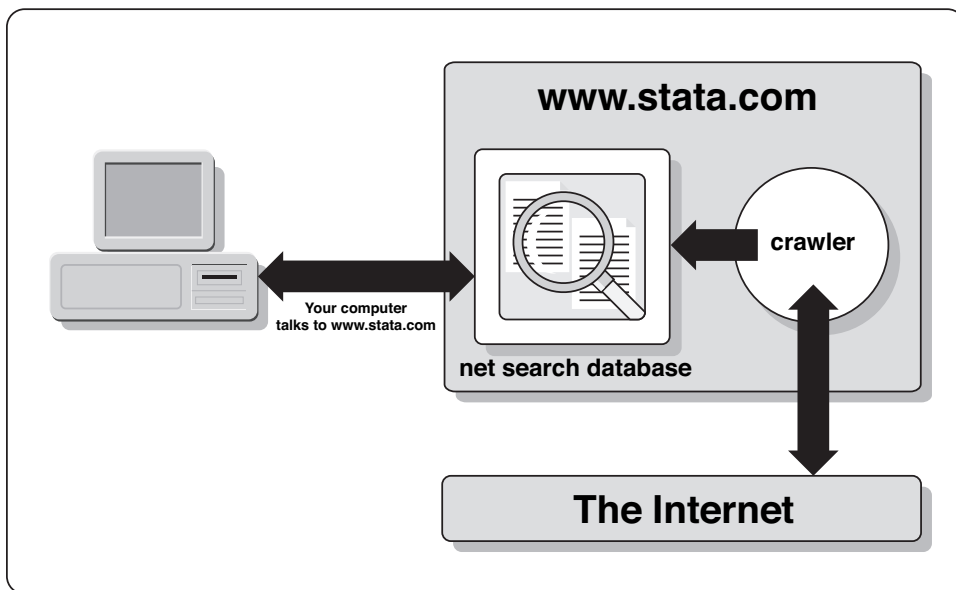 www.stata.com
crawler
Your computer
talks to www.stata.com
net search database
The Internet